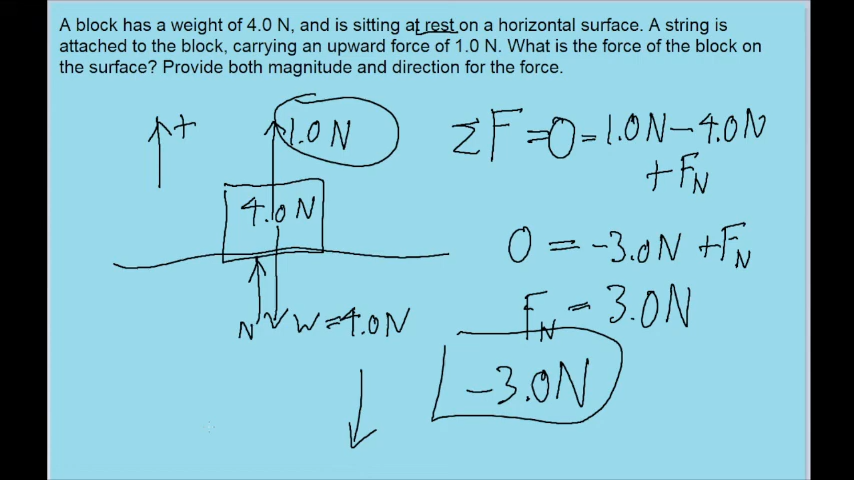 A block has a weight of 4.0 N, and is sitting at rest on a horizontal surface. A string is
attached to the block, carrying an upward force of 1.0 N. What is the force of the block on
the surface? Provide both magnitude and direction for the force.
+
1.0 N
4.0 N
N
W=4.0N
ΣF=0=1.0N-4.0N
+FN
0 = -3.0N +FN
FN = 3.0N
-3.0N